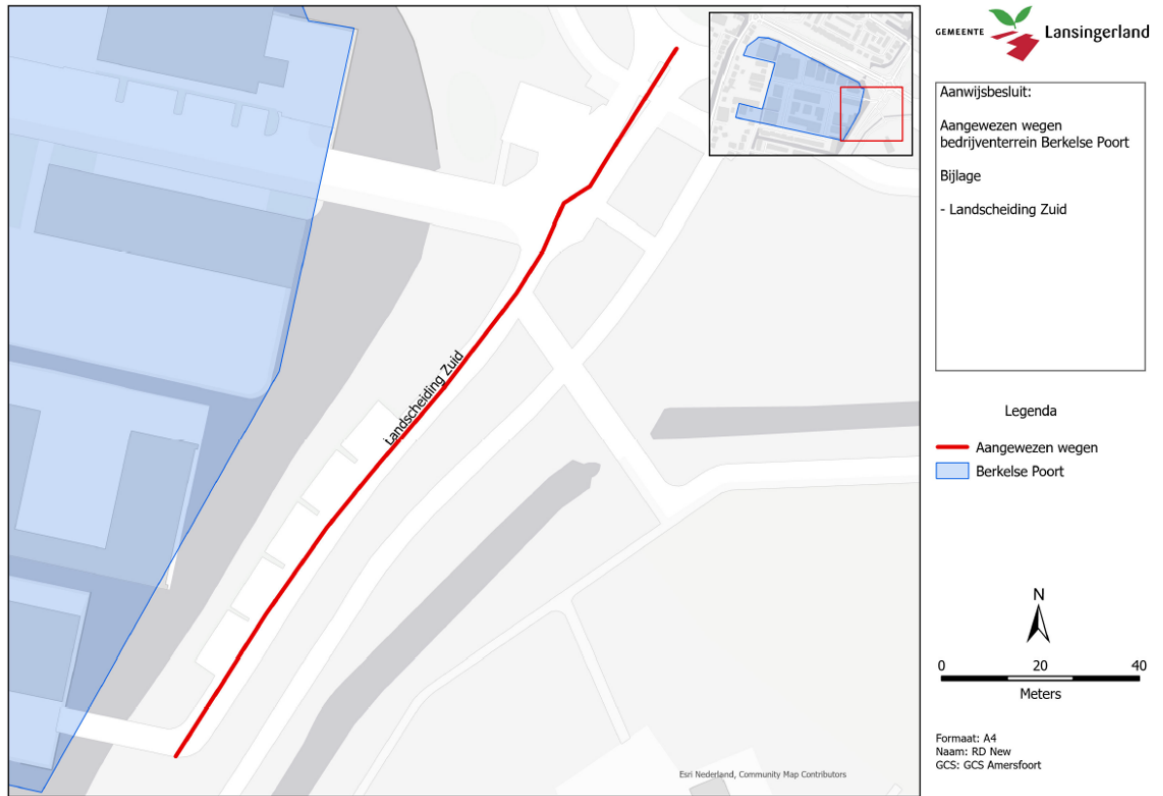 GEMEENTE Lansingerland
Aanwijsbesluit:
Aangewezen wegen
bedrijventerrein Berkelse Poort
Bijlage
- Landscheiding Zuid
Landscheiding Zuid
Legenda
Aangewezen wegen
Berkelse Poort
N
0 20 40
Meters
Formaat: A4
Naam: RD New
GCS: GCS Amersfoort
Esri Nederland, Community Map Contributors